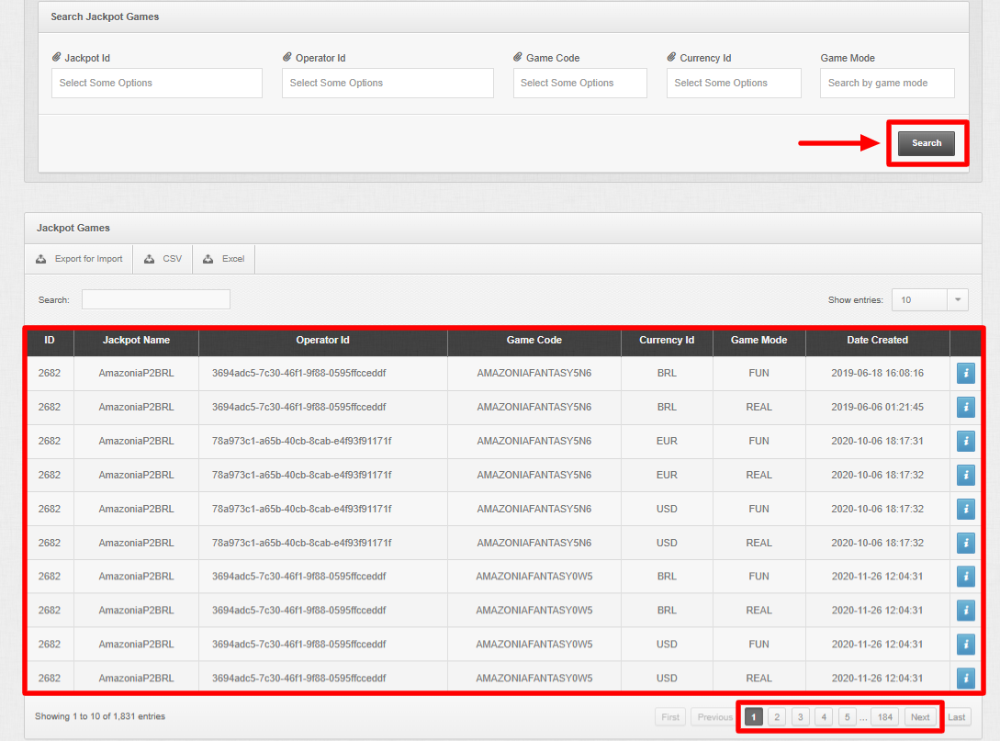 Search Jackpot Games
Jackpot Id Operator Id Game Code Currency Id Game Mode
Select Some Options Select Some Options Select Some Options Select Some Options Search by game mode
Search
Jackpot Games
Export for Import CSV Excel
Search: Show entries: 10
ID Jackpot Name Operator Id Game Code Currency Id Game Mode Date Created
2682 AmazoniaP2BRL 3694adc5-7c30-46f1-9f88-0595ffcceddf AMAZONIAFANTASY5N6 BRL FUN 2019-06-18 16:08:16
2682 AmazoniaP2BRL 3694adc5-7c30-46f1-9f88-0595ffcceddf AMAZONIAFANTASY5N6 BRL REAL 2019-06-06 01:21:45
2682 AmazoniaP2BRL 78a973c1-a65b-40cb-8cab-e4f93f91171f AMAZONIAFANTASY5N6 EUR FUN 2020-10-06 18:17:31
2682 AmazoniaP2BRL 78a973c1-a65b-40cb-8cab-e4f93f91171f AMAZONIAFANTASY5N6 EUR REAL 2020-10-06 18:17:32
2682 AmazoniaP2BRL 78a973c1-a65b-40cb-8cab-e4f93f91171f AMAZONIAFANTASY5N6 USD FUN 2020-10-06 18:17:32
2682 AmazoniaP2BRL 78a973c1-a65b-40cb-8cab-e4f93f91171f AMAZONIAFANTASY5N6 USD REAL 2020-10-06 18:17:32
2682 AmazoniaP2BRL 3694adc5-7c30-46f1-9f88-0595ffcceddf AMAZONIAFANTASY0W5 BRL FUN 2020-11-26 12:04:31
2682 AmazoniaP2BRL 3694adc5-7c30-46f1-9f88-0595ffcceddf AMAZONIAFANTASY0W5 BRL REAL 2020-11-26 12:04:31
2682 AmazoniaP2BRL 3694adc5-7c30-46f1-9f88-0595ffcceddf AMAZONIAFANTASY0W5 USD FUN 2020-11-26 12:04:31
2682 AmazoniaP2BRL 3694adc5-7c30-46f1-9f88-0595ffcceddf AMAZONIAFANTASY0W5 USD REAL 2020-11-26 12:04:31
Showing 1 to 10 of 1,831 entries First Previous 1 2 3 4 5 ... 184 Next Last